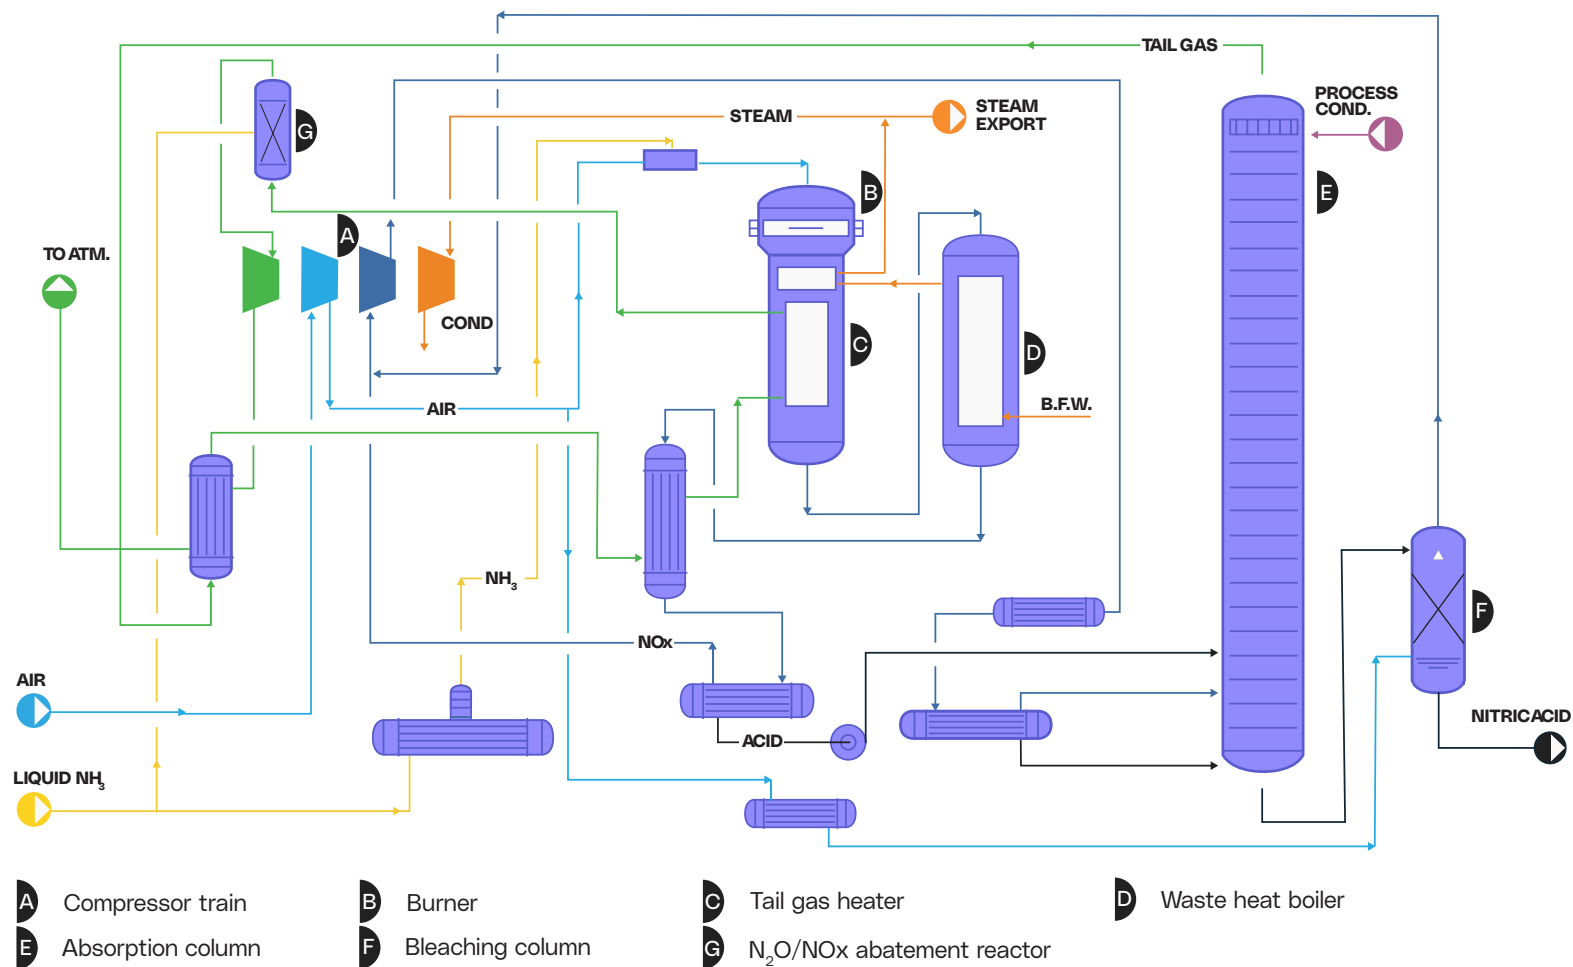 TAIL GAS
PROCESS
COND.
STEAM
STEAM
EXPORT
G
B
E
A
TO ATM.
COND
C
D
AIR
B.F.W.
NH₃
NOx
F
AIR
ACID
NITRIC ACID
LIQUID NH₃
A Compressor train
B Burner
C Tail gas heater
D Waste heat boiler
E Absorption column
F Bleaching column
G N₂O/NOx abatement reactor